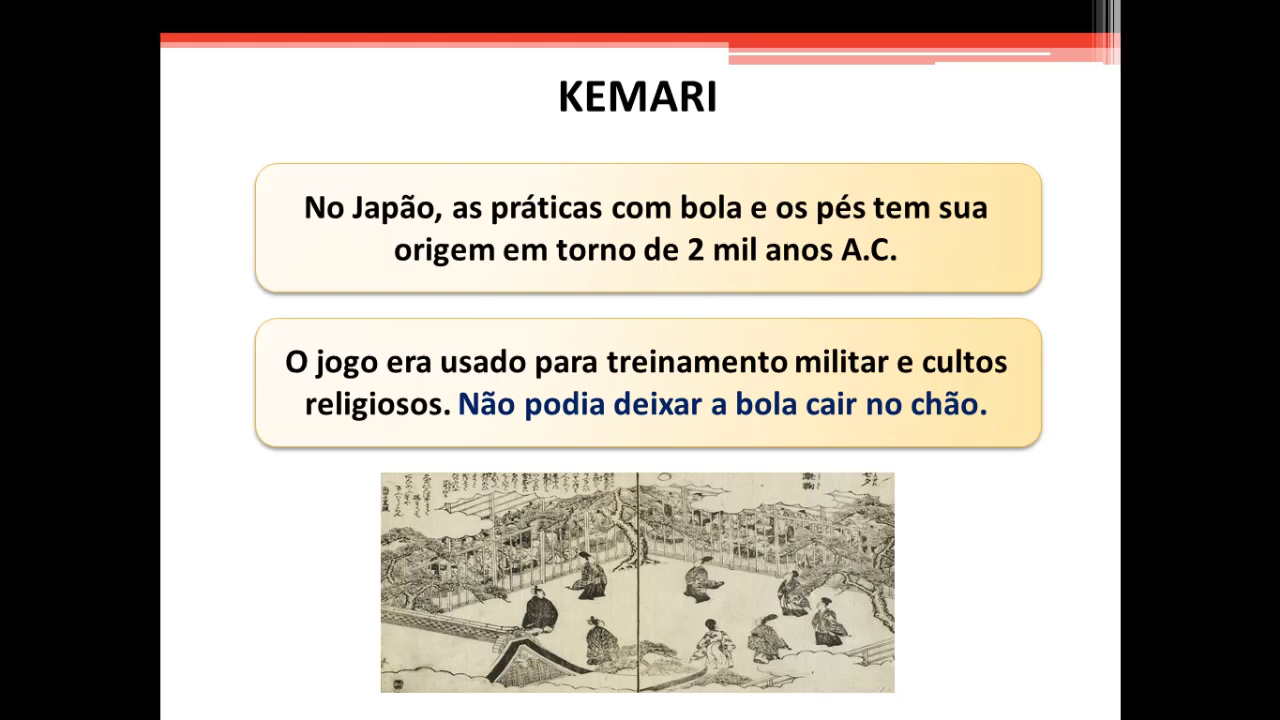 KEMARI
No Japão, as práticas com bola e os pés tem sua
origem em torno de 2 mil anos A.C.
O jogo era usado para treinamento militar e cultos
religiosos. Não podia deixar a bola cair no chão.